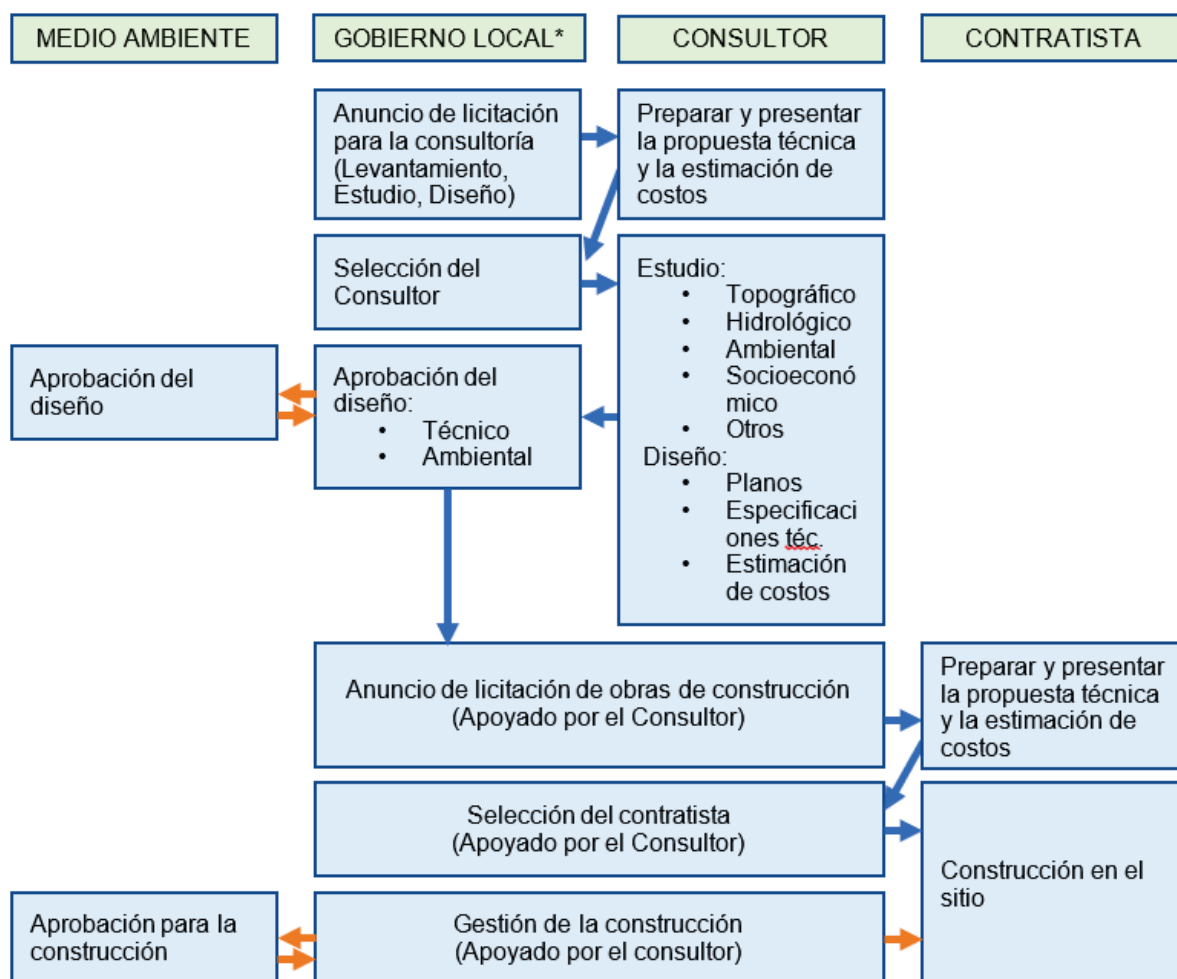 MEDIO AMBIENTE
GOBIERNO LOCAL*
CONSULTOR
CONTRATISTA
Anuncio de licitación
para la consultoría
(Levantamiento,
Estudio, Diseño)
Preparar y presentar
la propuesta técnica
y la estimación de
costos
Selección del
Consultor
Estudio:
• Topográfico
• Hidrológico
• Ambiental
• Socioeconó
mico
• Otros
Diseño:
• Planos
• Especificaci
ones téc.
• Estimación
de costos
Aprobación del
diseño
Aprobación del
diseño:
• Técnico
• Ambiental
Anuncio de licitación de obras de construcción
(Apoyado por el Consultor)
Preparar y presentar
la propuesta técnica
y la estimación de
costos
Selección del contratista
(Apoyado por el Consultor)
Construcción en el
sitio
Aprobación para la
construcción
Gestión de la construcción
(Apoyado por el consultor)